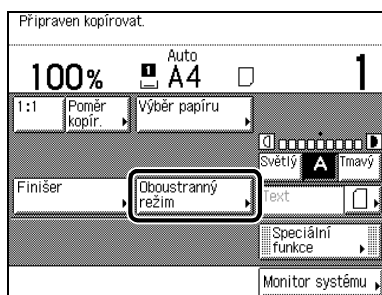 Připraven kopírovat.
Auto
100% 1 A4 1
1:1 Poměr kopír. Výběr papíru
Světlý A Tmavý
Finišer Oboustranný režim Text
Speciální funkce
Monitor systému